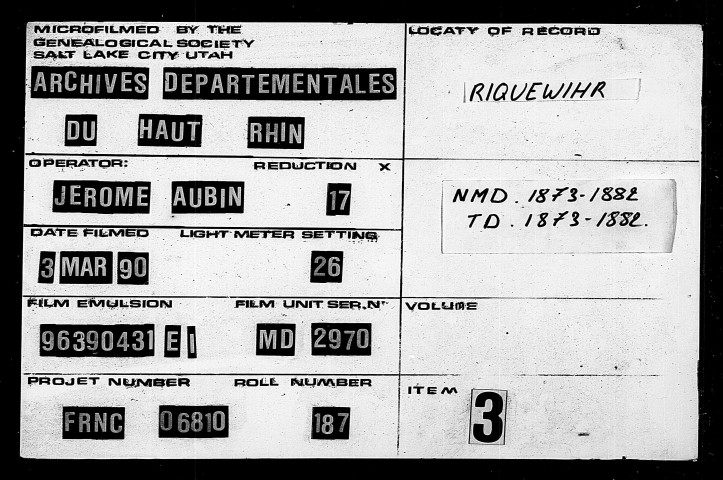 MICROFILMED BY THE
GENEALOGICAL SOCIETY
SALT LAKE CITY UTAH
ARCHIVES DEPARTEMENTALES
DU HAUT RHIN
OPERATOR: REDUCTION X
JEROME AUBIN 17
DATE FILMED LIGHT METER SETTING
3 MAR 90 26
FILM EMULSION FILM UNIT SER.N°
96390431 E I MD 2970
PROJET NUMBER ROLL NUMBER
FRNC 06810 187
LOCATY OF RECORD
RIQUEWIHR
NMD. 1873-1882
TD. 1873-1882.
VOLUME
ITEM 3